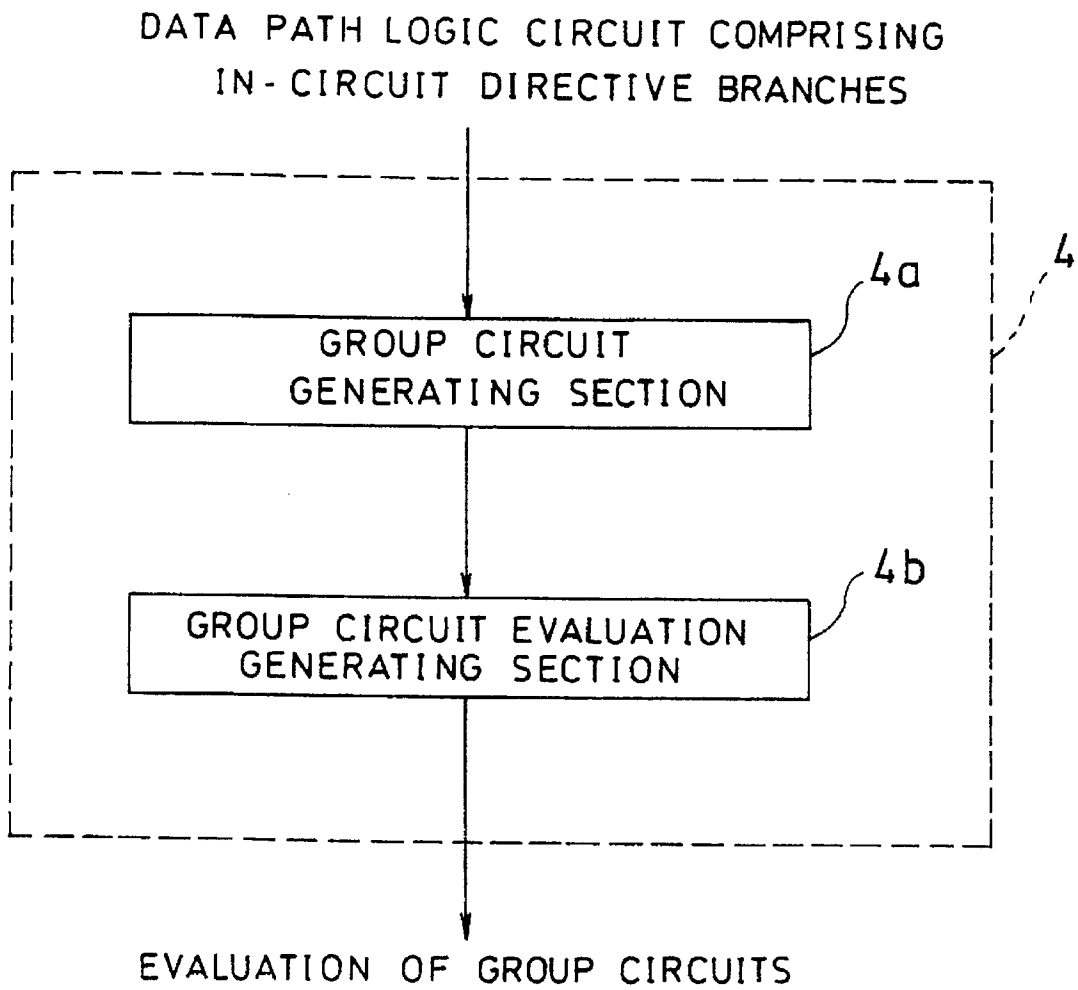 DATA PATH LOGIC CIRCUIT COMPRISING
IN-CIRCUIT DIRECTIVE BRANCHES
4
4a
GROUP CIRCUIT
GENERATING SECTION
4b
GROUP CIRCUIT EVALUATION
GENERATING SECTION
EVALUATION OF GROUP CIRCUITS